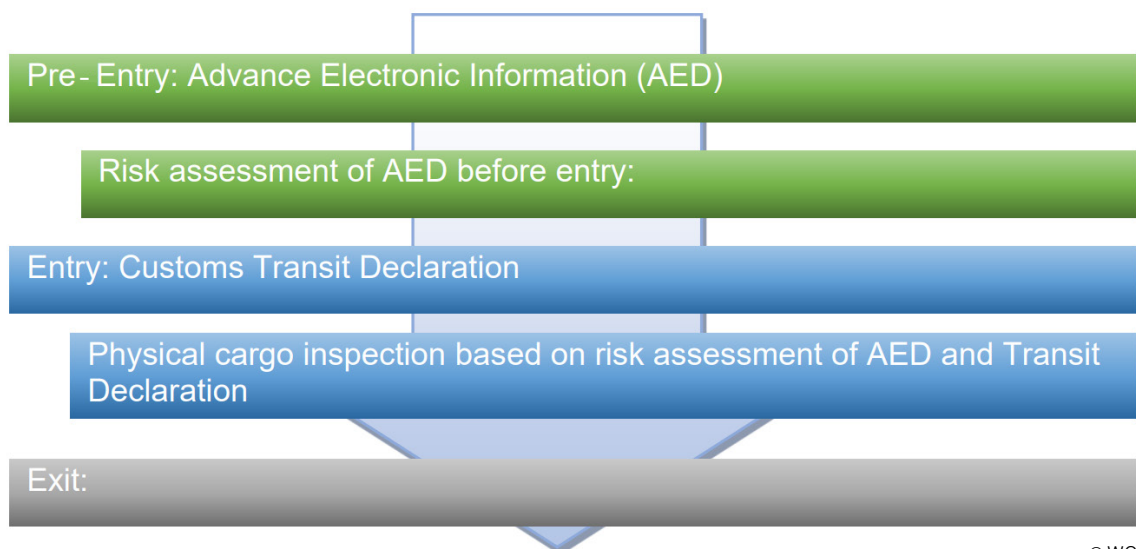 Pre - Entry: Advance Electronic Information (AED)
Risk assessment of AED before entry:
Entry: Customs Transit Declaration
Physical cargo inspection based on risk assessment of AED and Transit
Declaration
Exit: